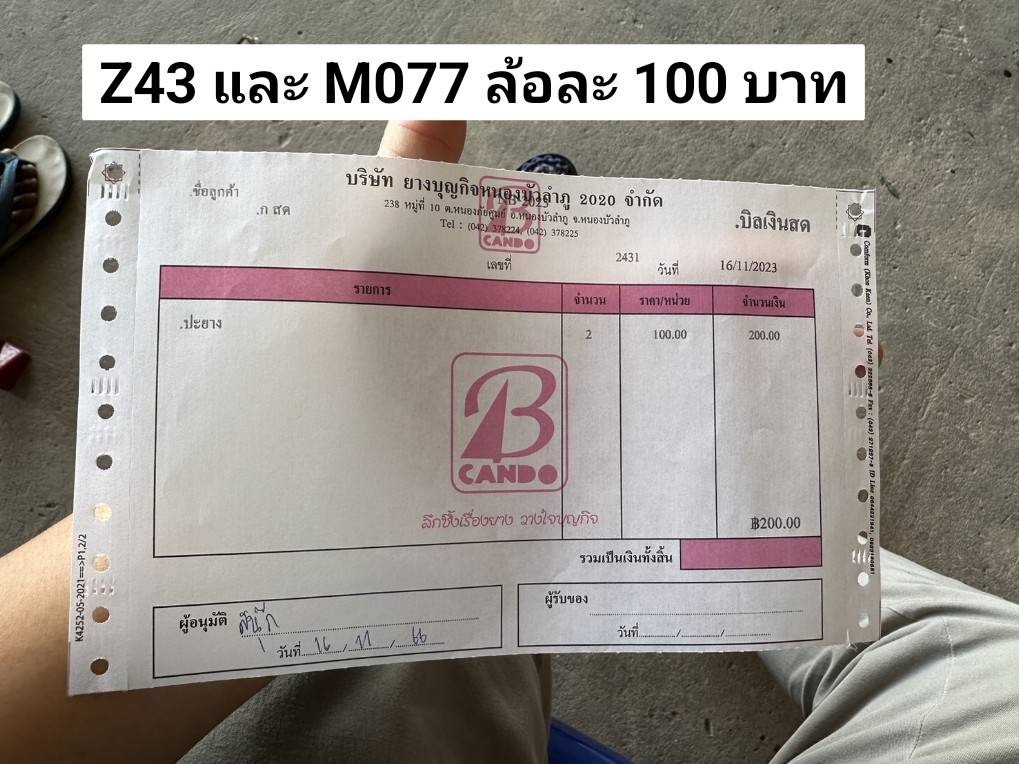 Z43 และ M077 ล้อละ 100 บาท
บริษัท ยางบุญกิจหนองบัวลำภู 2020 จำกัด
.ชื่อลูกค้า
.ก สด
238 หมู่ที่ 10 ต.หนองภัยศูนย์ อ.หนองบัวลำภู จ.หนองบัวลำภู
Tel : (042) 378224, (042) 378225
.บิลเงินสด
B
CANDO
เลขที่ 2431 วันที่ 16/11/2023
รายการ จำนวน ราคา/หน่วย จำนวนเงิน
.ปะยาง 2 100.00 200.00
B
CANDO
ลึกซึ้งเรื่องยาง วางใจบุญกิจ
฿200.00
รวมเป็นเงินทั้งสิ้น
ผู้อนุมัติ
วันที่ 16 / 11 / 66
ผู้รับของ
วันที่ / /
K4252-05-2021==>P1,2/2